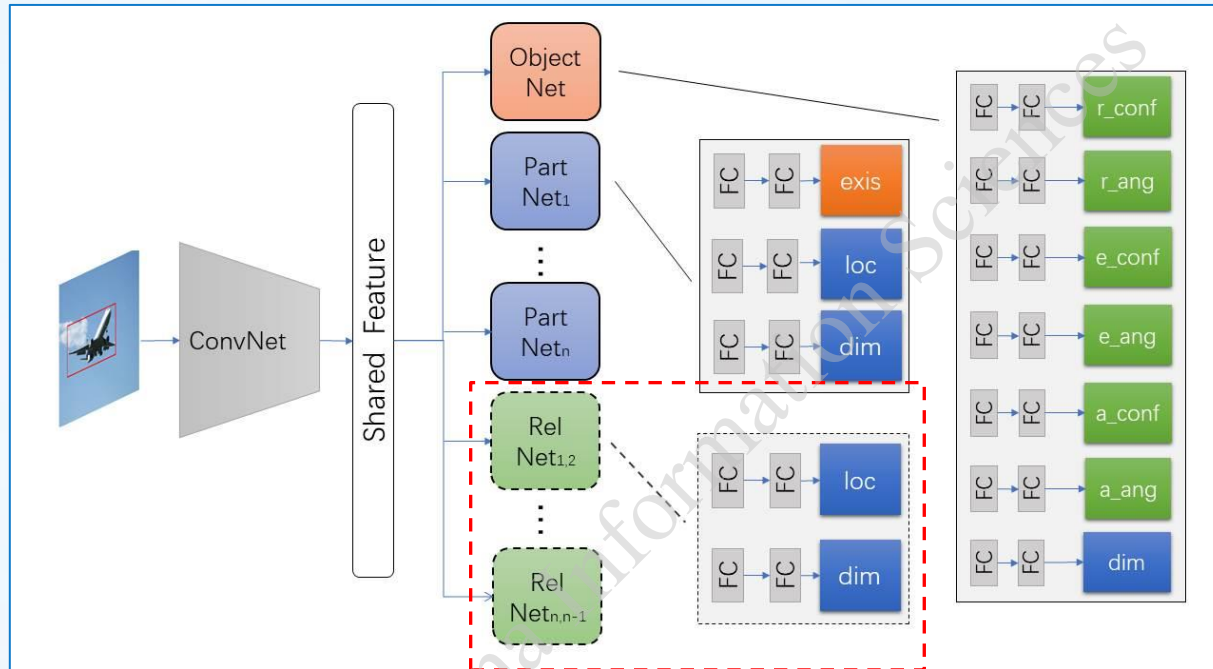 Object
Net
Part
Net1
⋮
Part
Netn
Rel
Net1,2
⋮
Rel
Netn,n-1
ConvNet
Shared Feature
FC FC exis
FC FC loc
FC FC dim
FC FC loc
FC FC dim
FC FC r_conf
FC FC r_ang
FC FC e_conf
FC FC e_ang
FC FC a_conf
FC FC a_ang
FC FC dim
Information Sciences